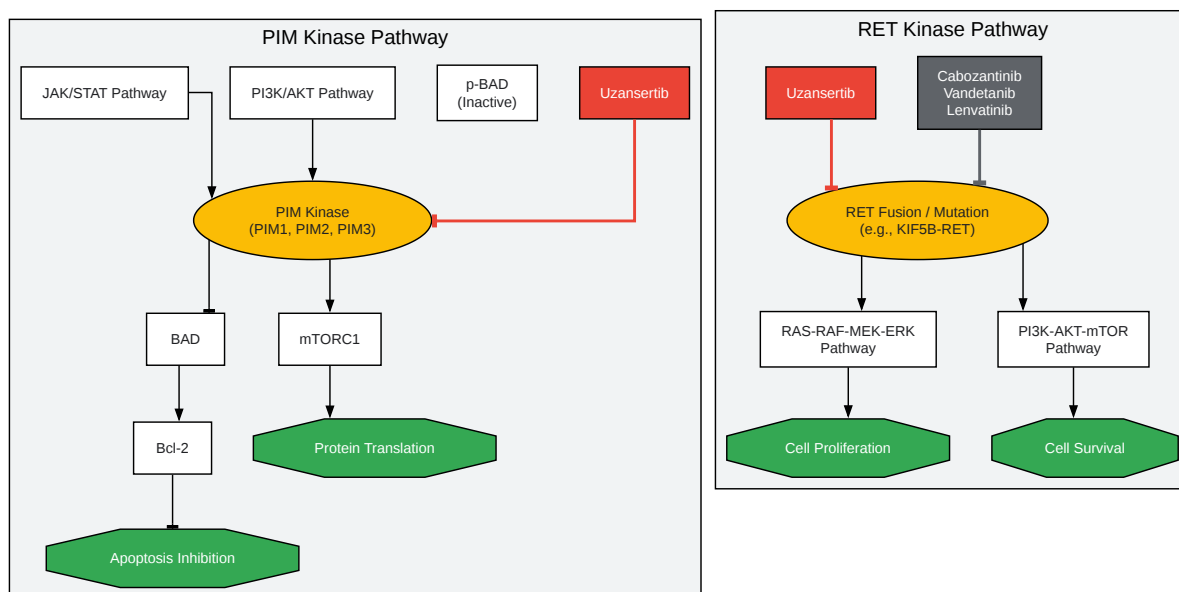 PIM Kinase Pathway
JAK/STAT Pathway
PI3K/AKT Pathway
p-BAD
(Inactive)
Uzansertib
PIM Kinase
(PIM1, PIM2, PIM3)
BAD
mTORC1
Bcl-2
Protein Translation
Apoptosis Inhibition
RET Kinase Pathway
Uzansertib
Cabozantinib
Vandetanib
Lenvatinib
RET Fusion / Mutation
(e.g., KIF5B-RET)
RAS-RAF-MEK-ERK
Pathway
PI3K-AKT-mTOR
Pathway
Cell Proliferation
Cell Survival